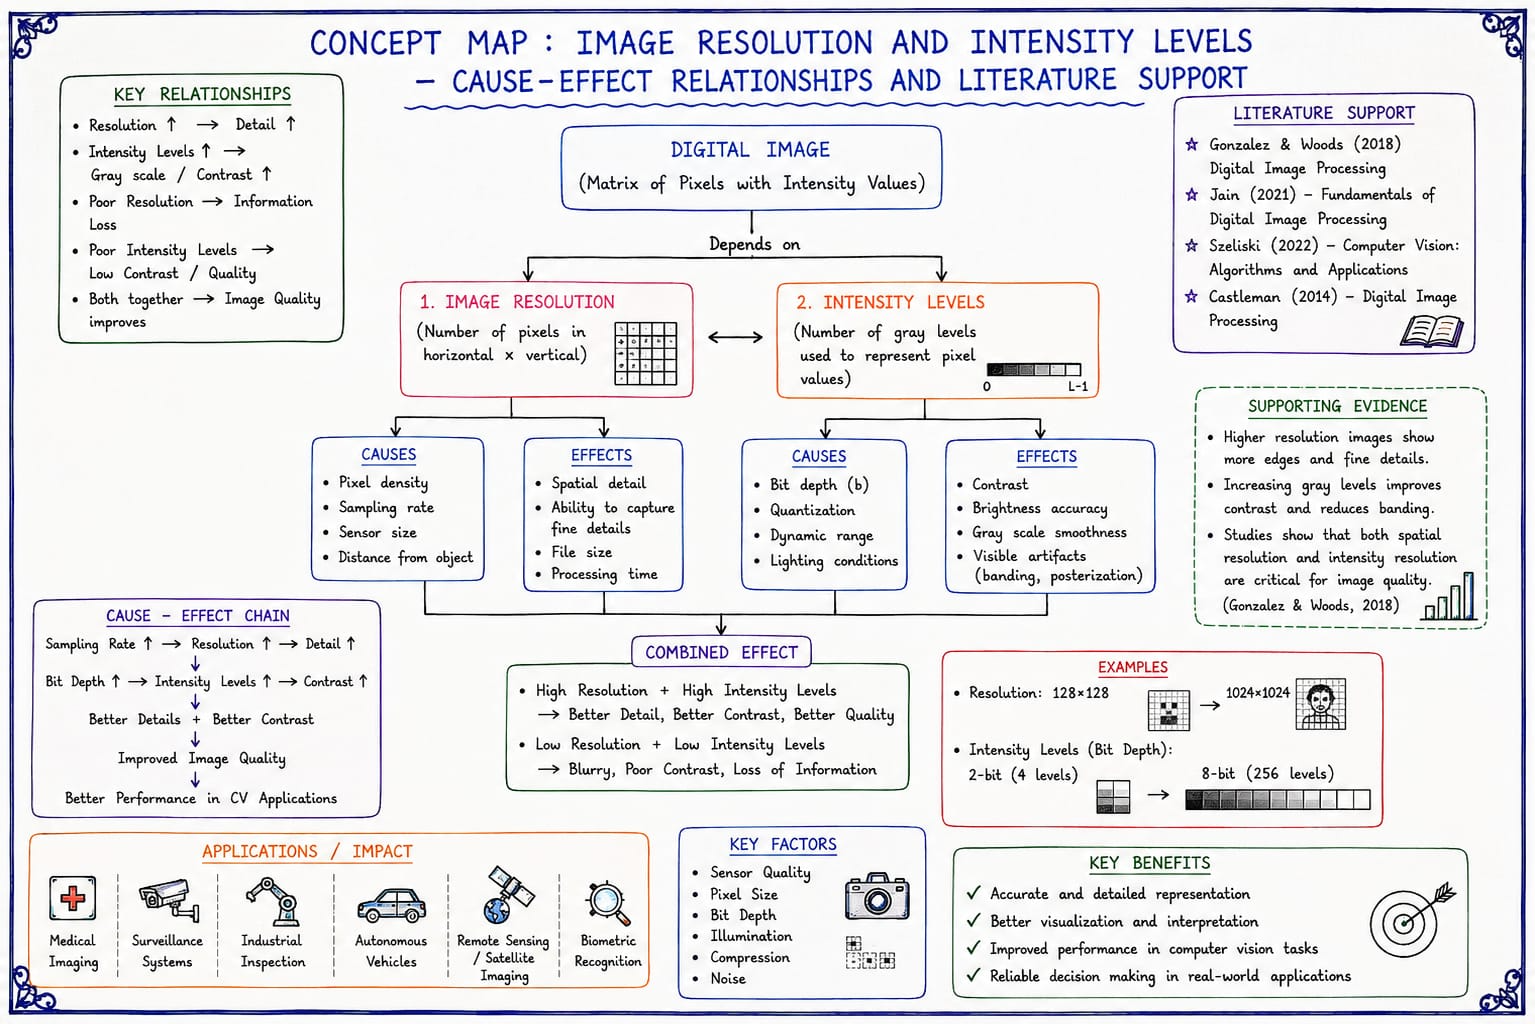 CONCEPT MAP : IMAGE RESOLUTION AND INTENSITY LEVELS
– CAUSE–EFFECT RELATIONSHIPS AND LITERATURE SUPPORT
KEY RELATIONSHIPS
• Resolution ↑ → Detail ↑
• Intensity Levels ↑ →
Gray scale / Contrast ↑
• Poor Resolution → Information
Loss
• Poor Intensity Levels →
Low Contrast / Quality
• Both together → Image Quality
improves
DIGITAL IMAGE
(Matrix of Pixels with Intensity Values)
Depends on
LITERATURE SUPPORT
☆ Gonzalez & Woods (2018)
Digital Image Processing
☆ Jain (2021) – Fundamentals of
Digital Image Processing
☆ Szeliski (2022) – Computer Vision:
Algorithms and Applications
☆ Castleman (2014) – Digital Image
Processing
1. IMAGE RESOLUTION
(Number of pixels in
horizontal × vertical)
2. INTENSITY LEVELS
(Number of gray levels
used to represent pixel
values)
0 L-1
CAUSES
• Pixel density
• Sampling rate
• Sensor size
• Distance from object
EFFECTS
• Spatial detail
• Ability to capture
fine details
• File size
• Processing time
CAUSES
• Bit depth (b)
• Quantization
• Dynamic range
• Lighting conditions
EFFECTS
• Contrast
• Brightness accuracy
• Gray scale smoothness
• Visible artifacts
(banding, posterization)
SUPPORTING EVIDENCE
• Higher resolution images show
more edges and fine details.
• Increasing gray levels improves
contrast and reduces banding.
• Studies show that both spatial
resolution and intensity resolution
are critical for image quality.
(Gonzalez & Woods, 2018)
CAUSE – EFFECT CHAIN
Sampling Rate ↑ → Resolution ↑ → Detail ↑
↓
Bit Depth ↑ → Intensity Levels ↑ → Contrast ↑
↓
Better Details + Better Contrast
↓
Improved Image Quality
↓
Better Performance in CV Applications
COMBINED EFFECT
• High Resolution + High Intensity Levels
→ Better Detail, Better Contrast, Better Quality
• Low Resolution + Low Intensity Levels
→ Blurry, Poor Contrast, Loss of Information
EXAMPLES
• Resolution: 128×128 → 1024×1024
• Intensity Levels (Bit Depth):
2-bit (4 levels) → 8-bit (256 levels)
APPLICATIONS / IMPACT
Medical
Imaging
Surveillance
Systems
Industrial
Inspection
Autonomous
Vehicles
Remote Sensing
/ Satellite
Imaging
Biometric
Recognition
KEY FACTORS
• Sensor Quality
• Pixel Size
• Bit Depth
• Illumination
• Compression
• Noise
KEY BENEFITS
✓ Accurate and detailed representation
✓ Better visualization and interpretation
✓ Improved performance in computer vision tasks
✓ Reliable decision making in real-world applications